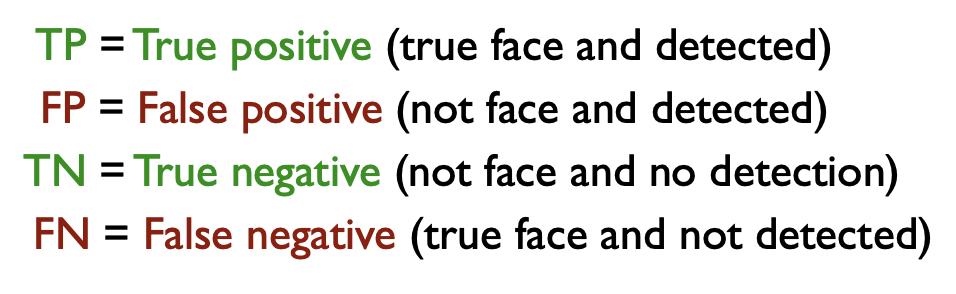 TP = True positive (true face and detected)
FP = False positive (not face and detected)
TN = True negative (not face and no detection)
FN = False negative (true face and not detected)